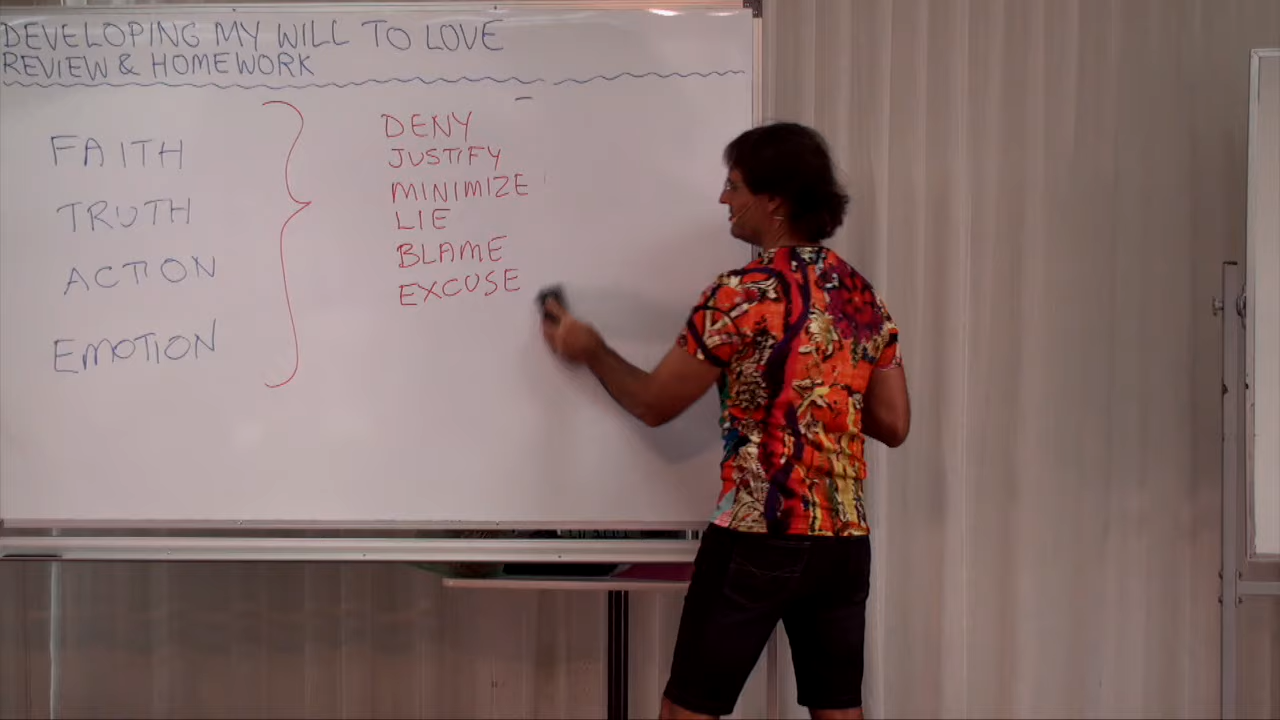 DEVELOPING MY WILL TO LOVE
REVIEW & HOMEWORK
FAITH
TRUTH
ACTION
EMOTION
DENY
JUSTIFY
MINIMIZE
LIE
BLAME
EXCUSE